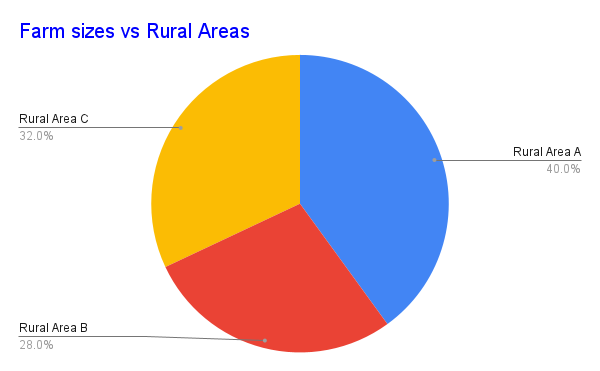 Farm sizes vs Rural Areas
Rural Area C
32.0%
Rural Area A
40.0%
Rural Area B
28.0%